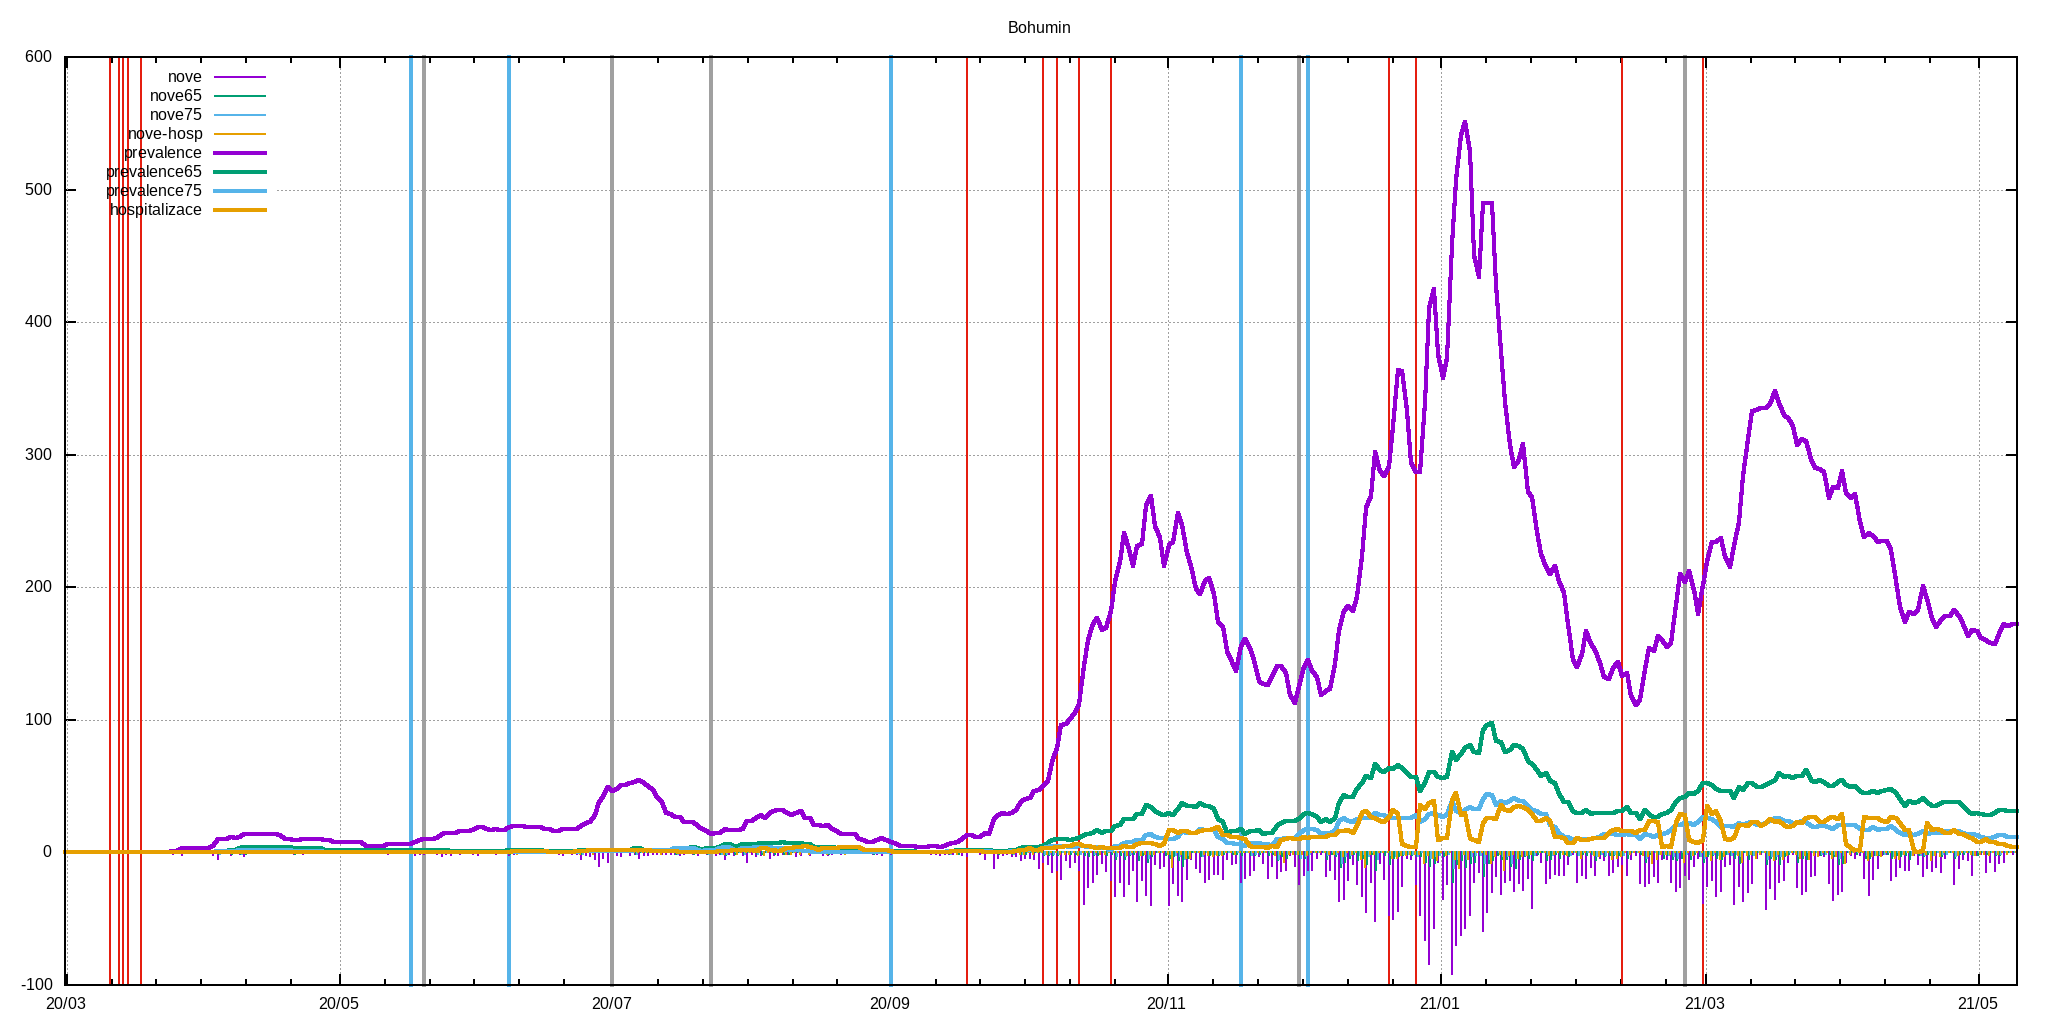 Bohumin
600
500
400
300
200
100
0
-100
nove
nove65
nove75
nove-hosp
prevalence
prevalence65
prevalence75
hospitalizace
20/03 20/05 20/07 20/09 20/11 21/01 21/03 21/05